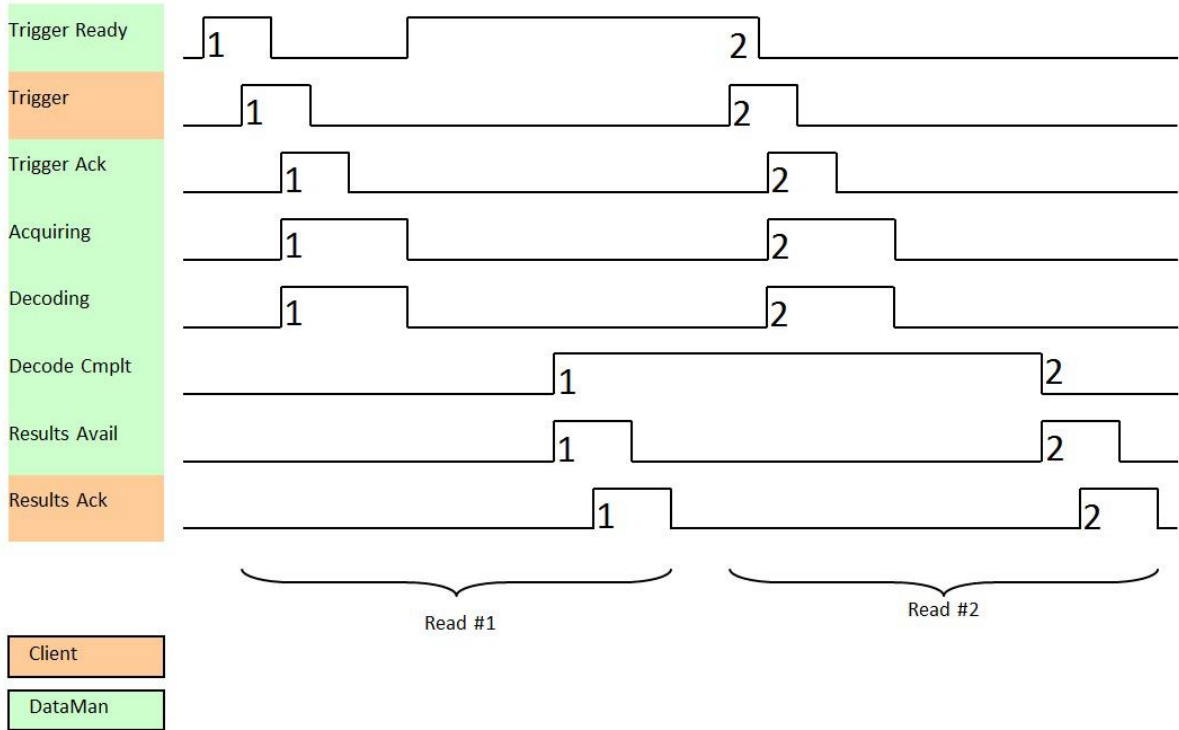 Trigger Ready
1
2
Trigger
1
2
Trigger Ack
1
2
Acquiring
1
2
Decoding
1
2
Decode Cmplt
1
2
Results Avail
1
2
Results Ack
1
2
Read #1
Read #2
Client
DataMan